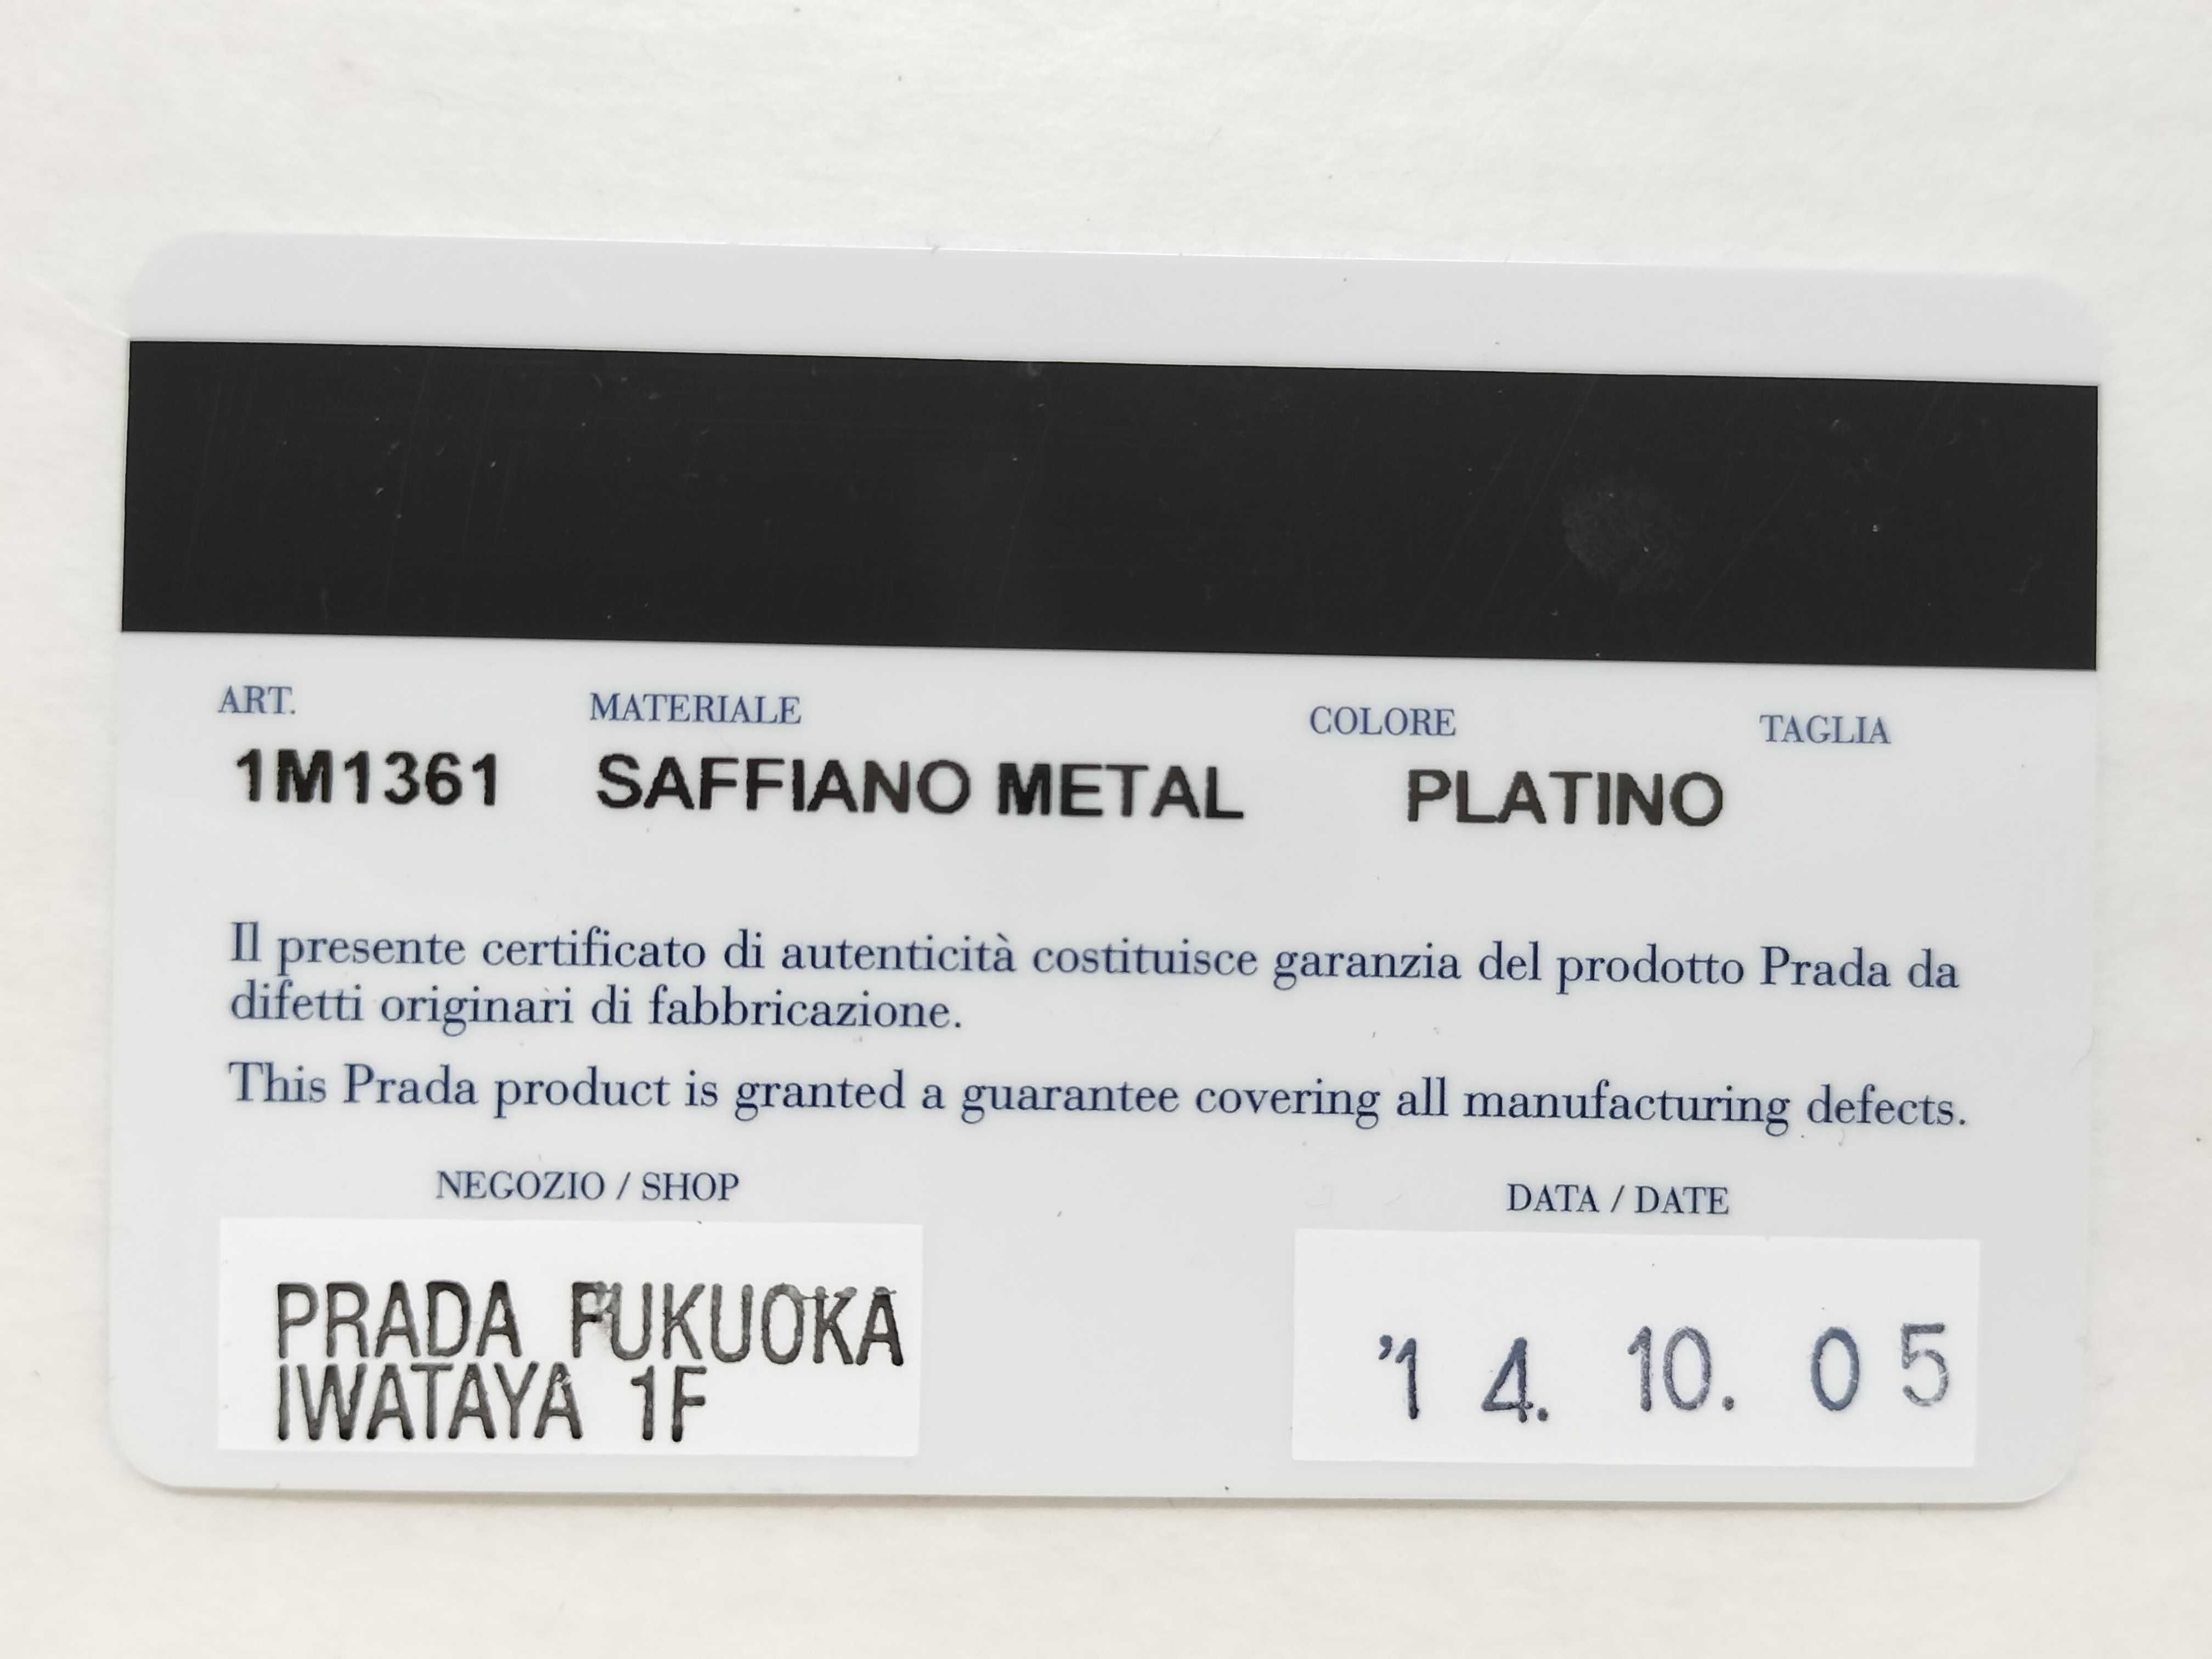 ART. MATERIALE COLORE TAGLIA
1M1361 SAFFIANO METAL PLATINO
Il presente certificato di autenticità costituisce garanzia del prodotto Prada da
difetti originari di fabbricazione.
This Prada product is granted a guarantee covering all manufacturing defects.
NEGOZIO / SHOP DATA / DATE
PRADA FUKUOKA
IWATAYA 1F
'14. 10. 05